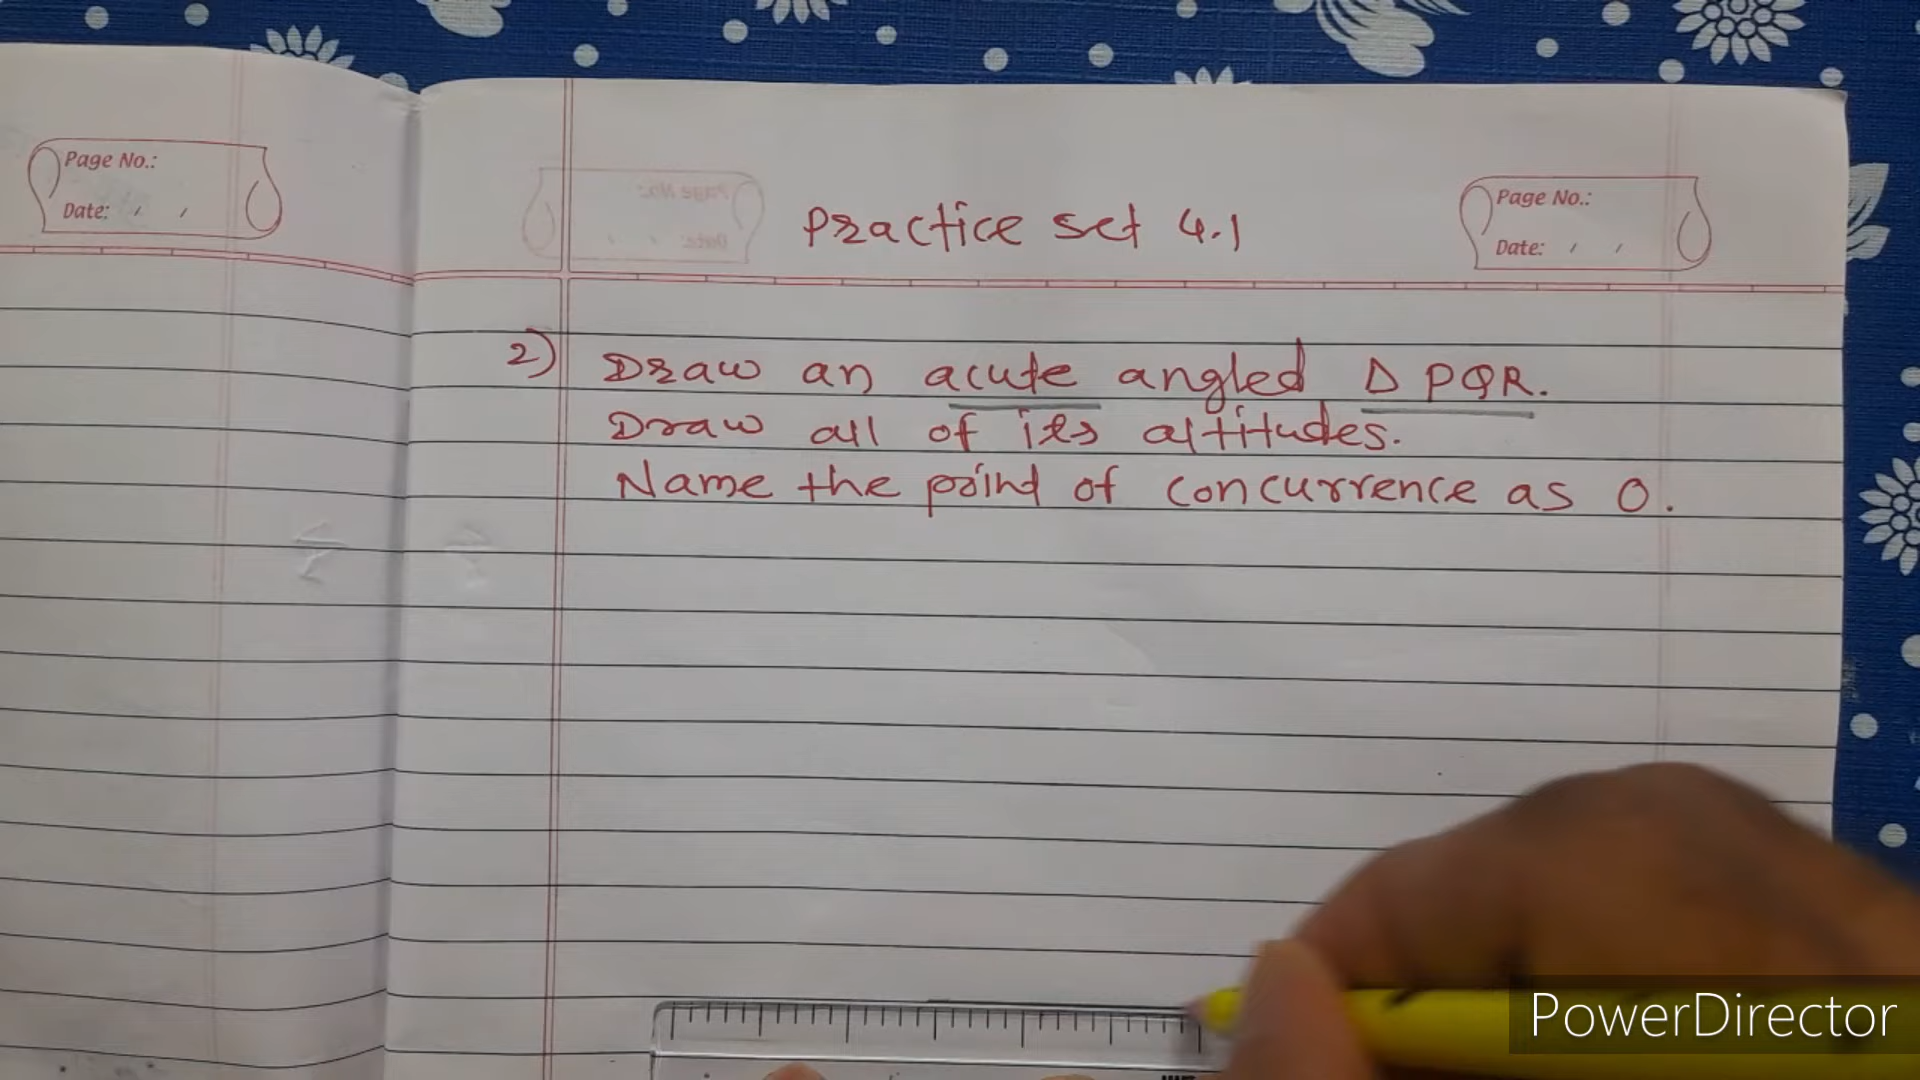 Page No.:
Date: / /
Page No.:
Date: / /
Practice set 4.1
2) Draw an acute angled Δ PQR.
Draw all of its altitudes.
Name the point of concurrence as O.
PowerDirector